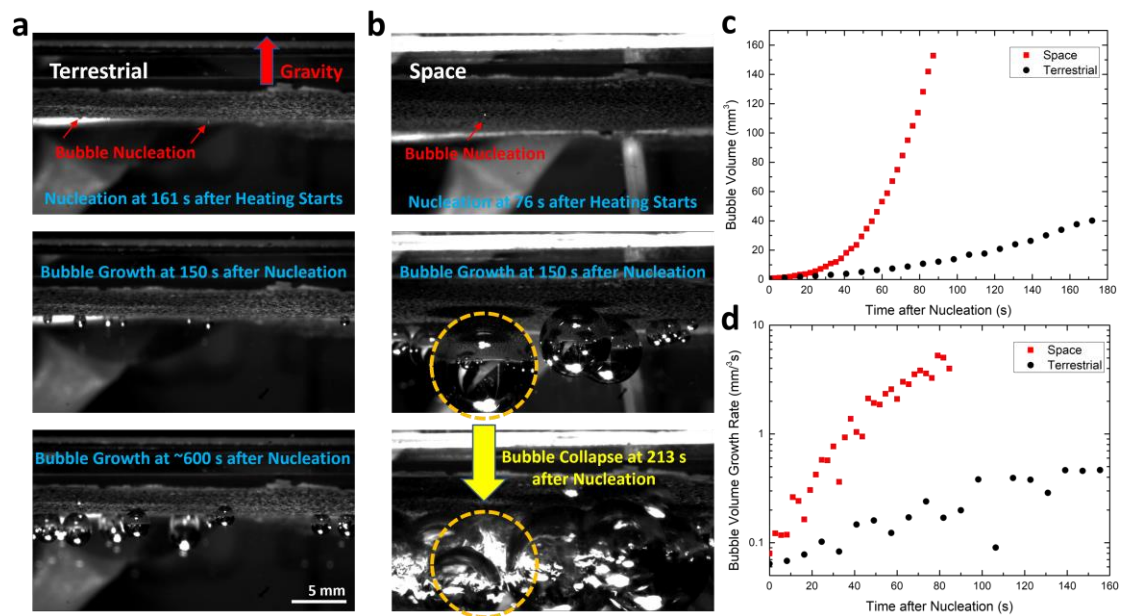 a
Terrestrial
Gravity
Bubble Nucleation
Nucleation at 161 s after Heating Starts
Bubble Growth at 150 s after Nucleation
Bubble Growth at ~600 s after Nucleation
5 mm
b
Space
Bubble Nucleation
Nucleation at 76 s after Heating Starts
Bubble Growth at 150 s after Nucleation
Bubble Collapse at 213 s
after Nucleation
c
Bubble Volume (mm³)
160
140
120
100
80
60
40
20
0
Space
Terrestrial
0 20 40 60 80 100 120 140 160 180
Time after Nucleation (s)
d
Bubble Volume Growth Rate (mm/³s)
10
1
0.1
Space
Terrestrial
0 20 40 60 80 100 120 140 160
Time after Nucleation (s)